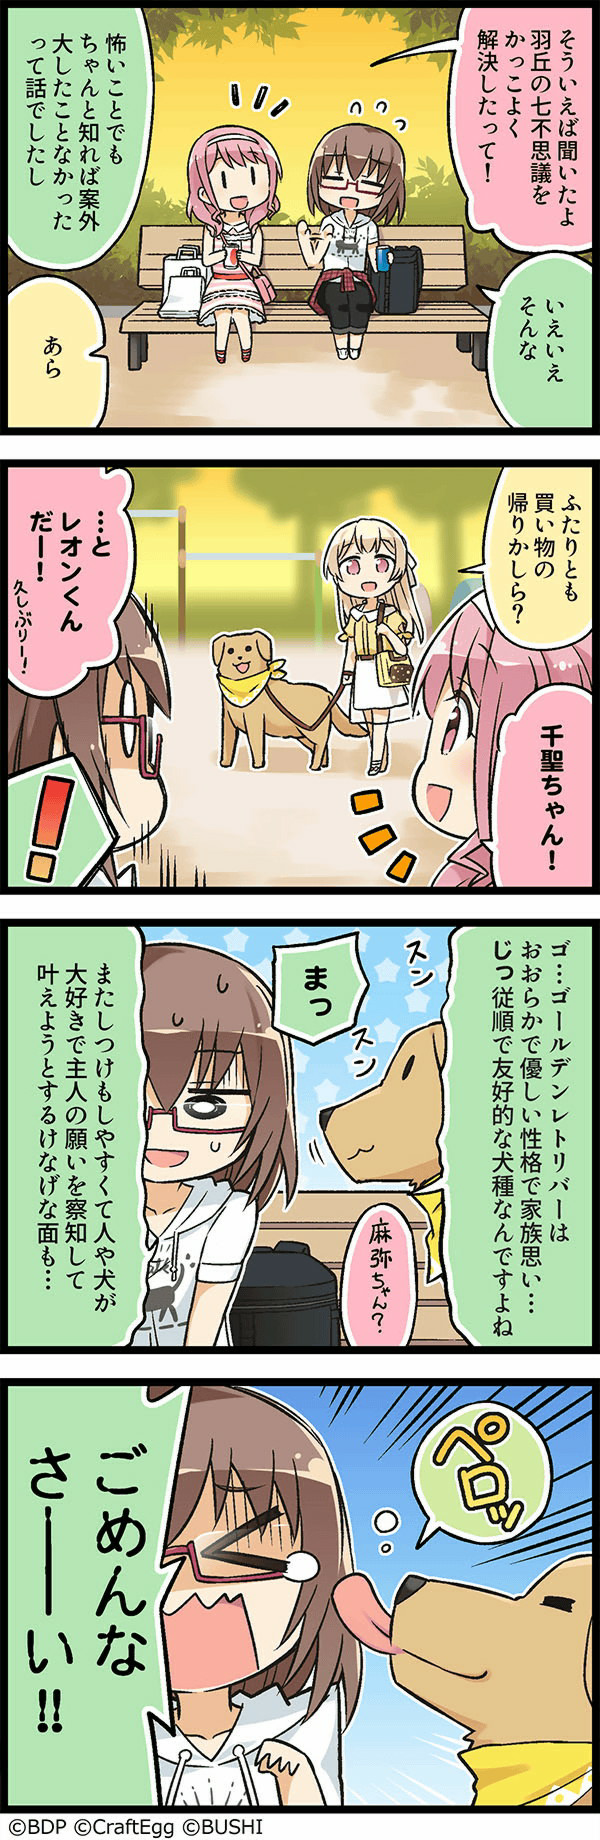 そういえば聞いたよ
羽丘の七不思議を
かっこよく
解決したって！
いえいえ
そんな
怖いことでも
ちゃんと知れば案外
大したことなかった
って話でしたし
あら
ふたりとも
買い物の
帰りかしら？
千聖ちゃん！
…と
レオンくん
だー！
久しぶりー！
！
ゴ…ゴールデンレトリバーは
おおらかで優しい性格で家族思い…
じつ従順で友好的な犬種なんですよね
スン
スン
まっ
麻弥ちゃん？
またしつけもしやすくて人や犬が
大好きで主人の願いを察知して
叶えようとするけなげな面も…
ペロッ
ごめんな
さーーい!!
©BDP ©CraftEgg ©BUSHI